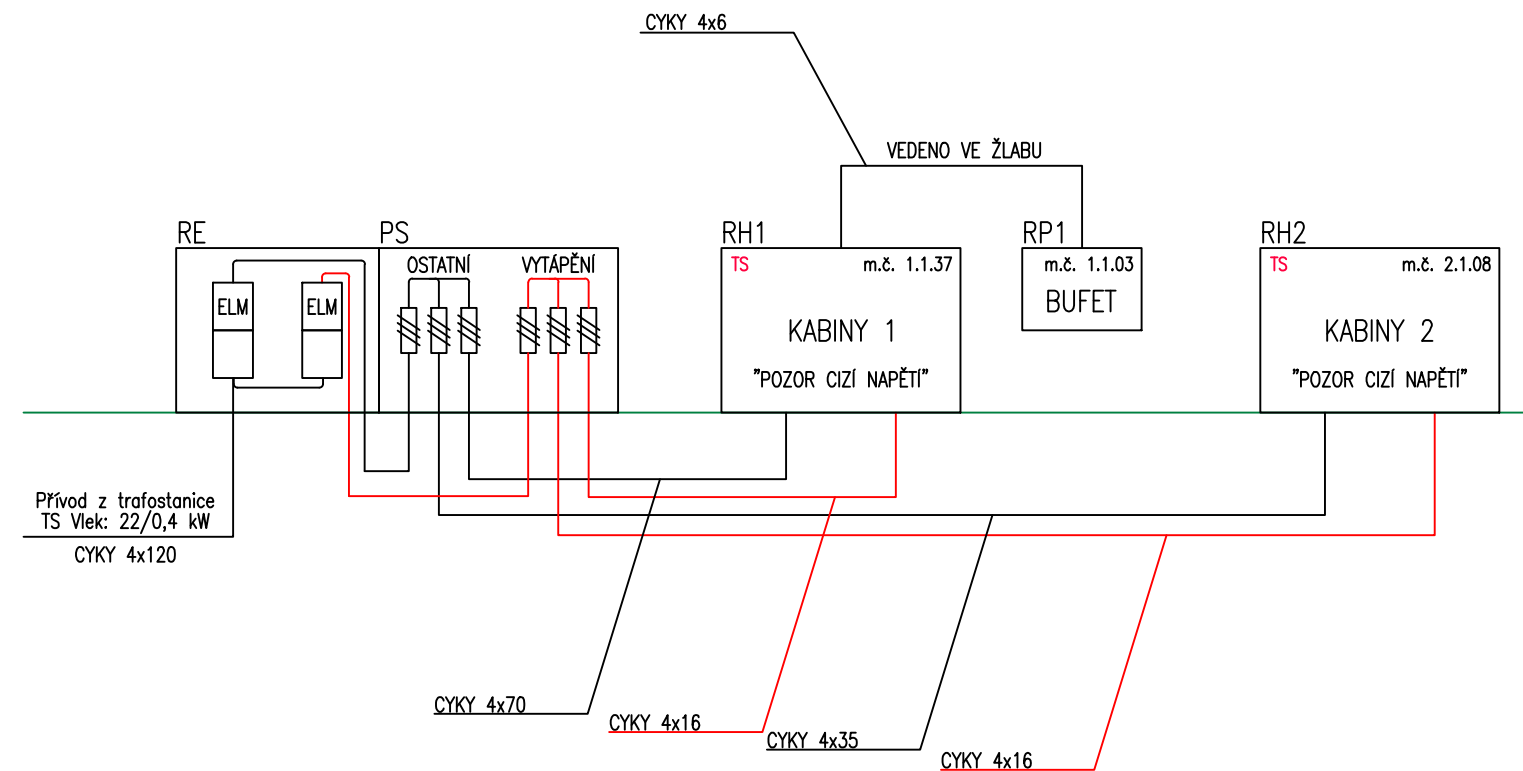 CYKY 4x6
VEDENO VE ŽLABU
RE
PS
RH1
RP1
RH2
OSTATNÍ
VYTÁPĚNÍ
TS
m.č. 1.1.37
m.č. 1.1.03
TS
m.č. 2.1.08
ELM
ELM
BUFET
KABINY 1
KABINY 2
"POZOR CIZÍ NAPĚTÍ"
"POZOR CIZÍ NAPĚTÍ"
Přívod z trafostanice
TS Vlek: 22/0,4 kW
CYKY 4x120
CYKY 4x70
CYKY 4x16
CYKY 4x35
CYKY 4x16